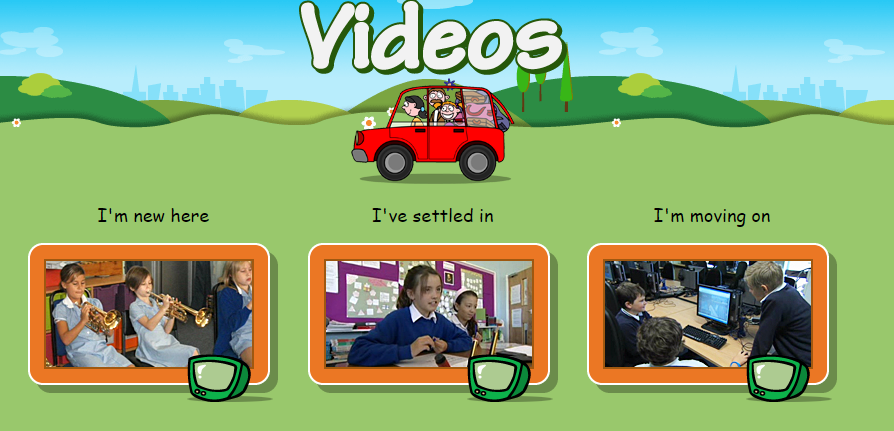 Videos
I'm new here
I've settled in
I'm moving on